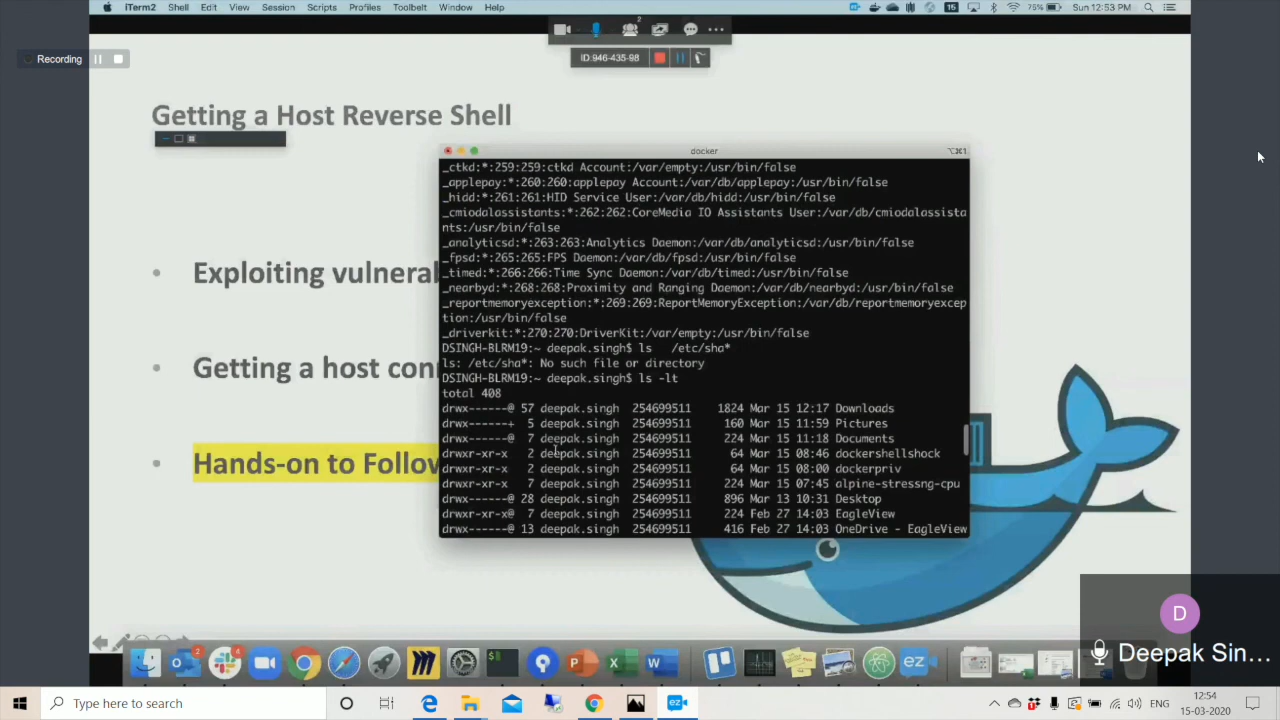 iTerm2 Shell Edit View Session Scripts Profiles Toolbelt Window Help
15 75% Sun 12:53 PM
2
Recording
ID:946-435-98
Getting a Host Reverse Shell
docker
⌥⌘1
_ctkd:*:259:259:ctkd Account:/var/empty:/usr/bin/false
_applepay:*:260:260:applepay Account:/var/db/applepay:/usr/bin/false
_hidd:*:261:261:HID Service User:/var/db/hidd:/usr/bin/false
_cmiodalassistants:*:262:262:CoreMedia IO Assistants User:/var/db/cmiodalassista
nts:/usr/bin/false
_analyticsd:*:263:263:Analytics Daemon:/var/db/analyticsd:/usr/bin/false
_fpsd:*:265:265:FPS Daemon:/var/db/fpsd:/usr/bin/false
_timed:*:266:266:Time Sync Daemon:/var/db/timed:/usr/bin/false
_nearbyd:*:268:268:Proximity and Ranging Daemon:/var/db/nearbyd:/usr/bin/false
_reportmemoryexception:*:269:269:ReportMemoryException:/var/db/reportmemoryexcep
tion:/usr/bin/false
_driverkit:*:270:270:DriverKit:/var/empty:/usr/bin/false
DSINGH-BLRM19:~ deepak.singh$ ls /etc/sha*
ls: /etc/sha*: No such file or directory
DSINGH-BLRM19:~ deepak.singh$ ls -lt
total 408
drwx------@ 57 deepak.singh 254699511 1824 Mar 15 12:17 Downloads
drwx------+ 5 deepak.singh 254699511 160 Mar 15 11:59 Pictures
drwx------@ 7 deepak.singh 254699511 224 Mar 15 11:18 Documents
drwxr-xr-x 2 deepak.singh 254699511 64 Mar 15 08:46 dockershellshock
drwxr-xr-x 2 deepak.singh 254699511 64 Mar 15 08:00 dockerpriv
drwxr-xr-x 7 deepak.singh 254699511 224 Mar 15 07:45 alpine-stressng-cpu
drwx------@ 28 deepak.singh 254699511 896 Mar 13 10:31 Desktop
drwxr-xr-x@ 7 deepak.singh 254699511 224 Feb 27 14:03 EagleView
drwx------@ 13 deepak.singh 254699511 416 Feb 27 14:03 OneDrive - EagleView
• Exploiting vulnerab
• Getting a host con
• Hands-on to Follow
D
Deepak Sin...
Type here to search
ENG
12:54
15-03-2020